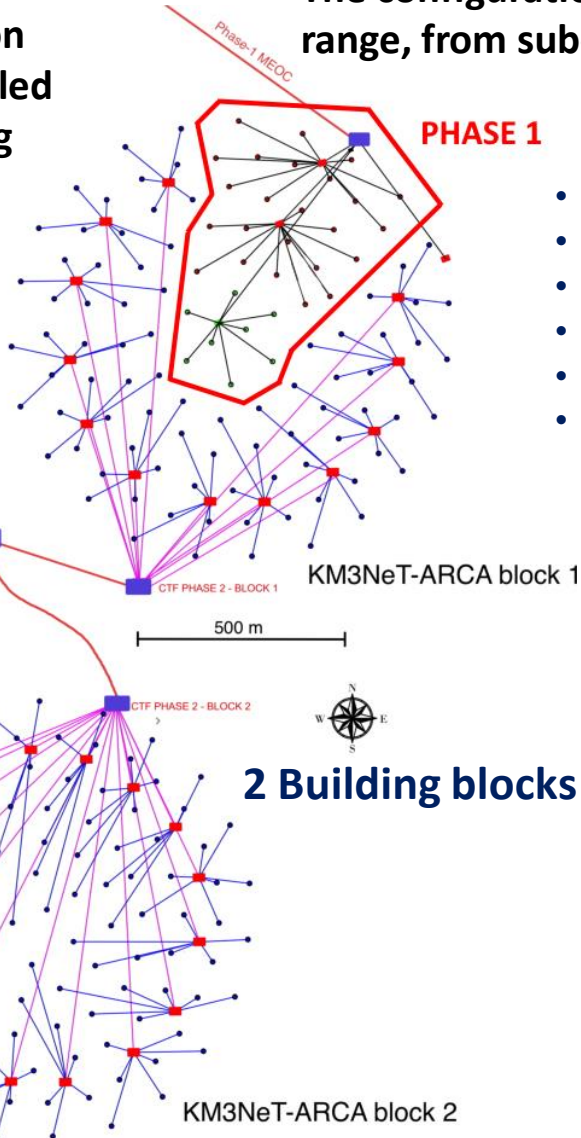 The configuration
on
range, from sub
led
g
Phase-1 MEOC
PHASE 1
KM3NeT-ARCA block 1
CTF PHASE 2 - BLOCK 1
500 m
CTF PHASE 2 - BLOCK 2
N
W E
S
2 Building blocks
KM3NeT-ARCA block 2